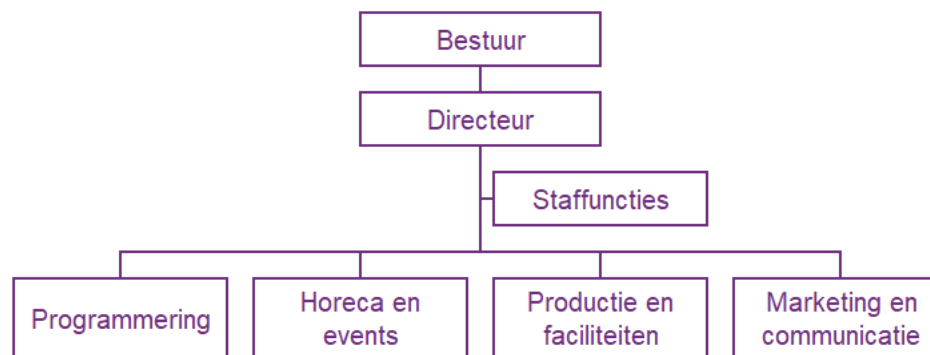 Bestuur
Directeur
Staffuncties
Programmering
Horeca en
events
Productie en
faciliteiten
Marketing en
communicatie